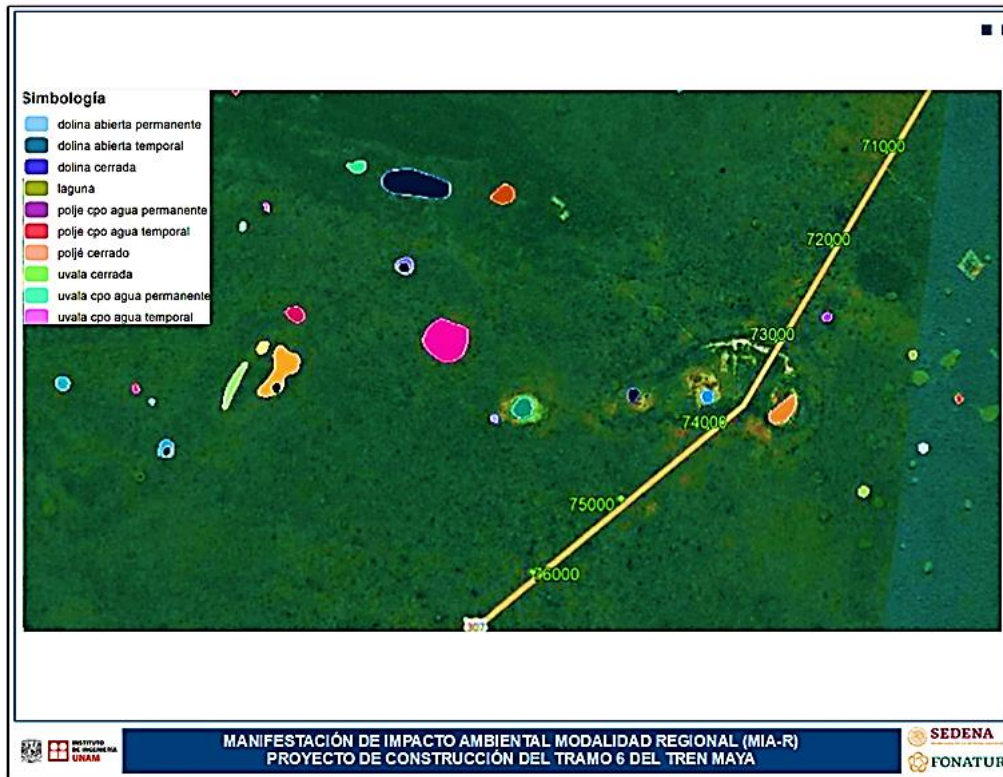 Simbología
dolina abierta permanente
dolina abierta temporal
dolina cerrada
laguna
polje cpo agua permanente
polje cpo agua temporal
poljé cerrado
uvala cerrada
uvala cpo agua permanente
uvala cpo agua temporal
71000
72000
73000
74000
75000
76000
307
INSTITUTO
DE INGENIERÍA
UNAM
MANIFESTACIÓN DE IMPACTO AMBIENTAL MODALIDAD REGIONAL (MIA-R)
PROYECTO DE CONSTRUCCIÓN DEL TRAMO 6 DEL TREN MAYA
SEDENA
FONATUR